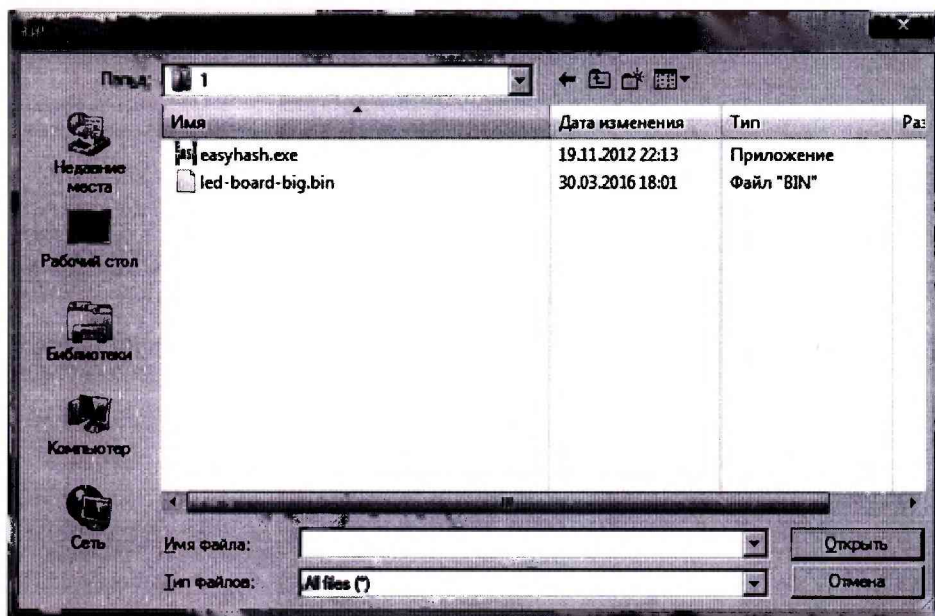 Папка: 1
Имя Дата изменения Тип Раз
easyhash.exe 19.11.2012 22:13 Приложение
led-board-big.bin 30.03.2016 18:01 Файл "BIN"
Недавние
места
Рабочий стол
Библиотеки
Компьютер
Сеть
Имя файла: Открыть
Тип файлов: All files (*) Отмена